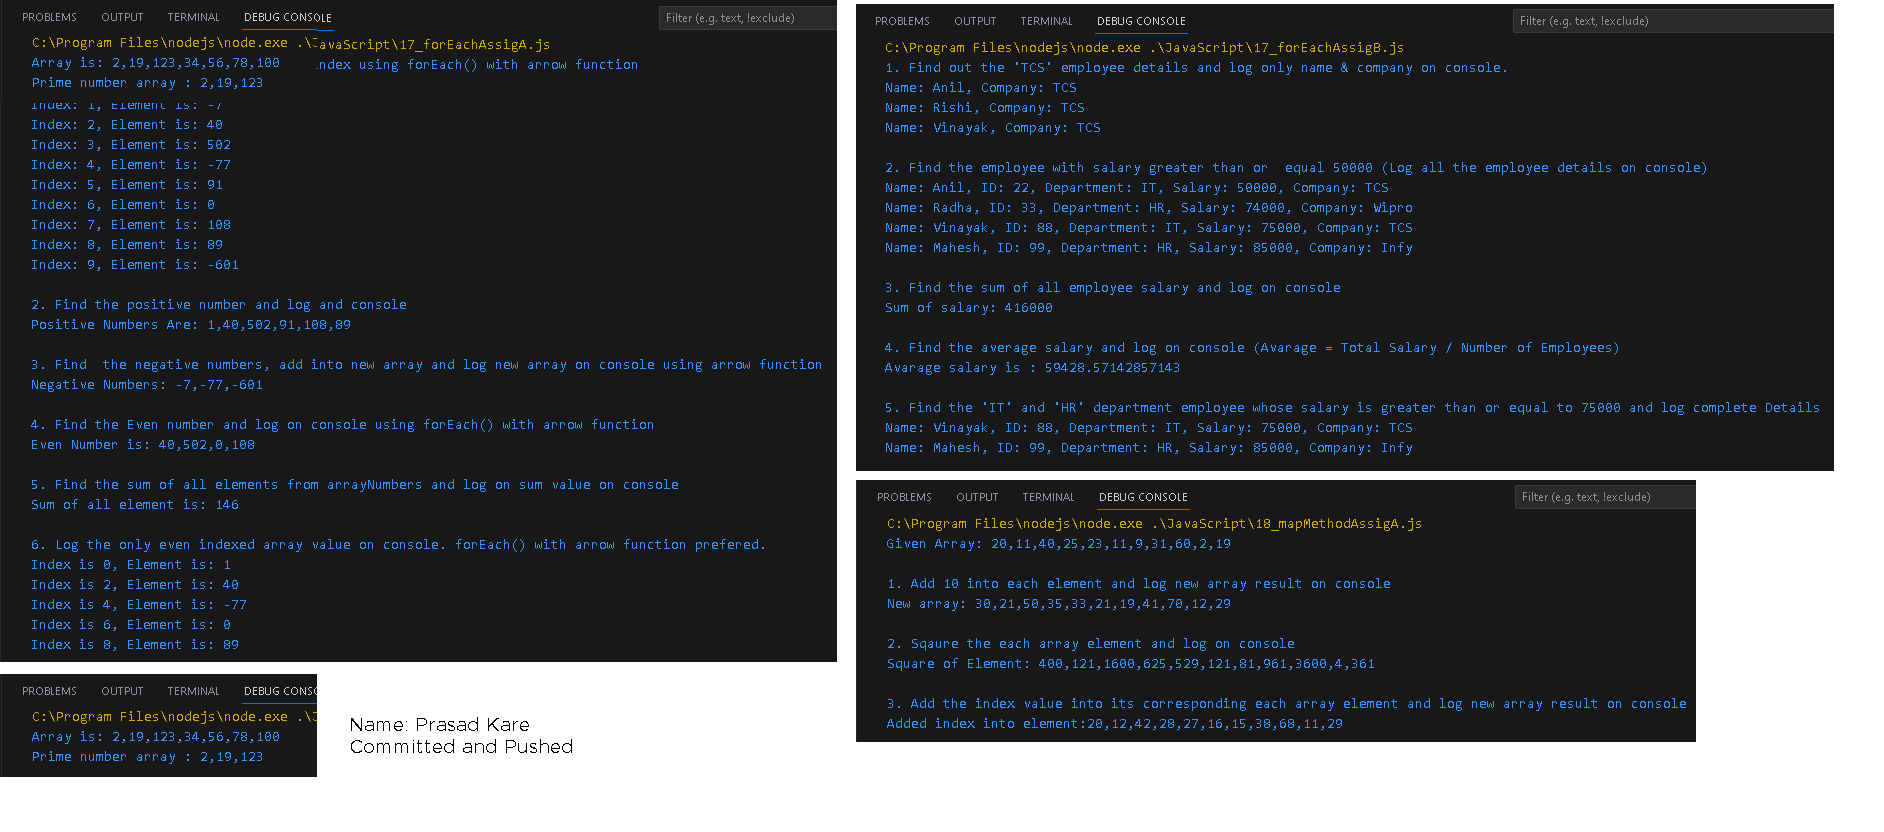 PROBLEMS OUTPUT TERMINAL DEBUG CONSOLE Filter (e.g. text, !exclude)
C:\Program Files\nodejs\node.exe .\JavaScript\17_forEachAssigA.js
Array is: 2,19,123,34,56,78,100
index using forEach() with arrow function
Prime number array : 2,19,123
Index: 1, Element is: -7
Index: 2, Element is: 40
Index: 3, Element is: 502
Index: 4, Element is: -77
Index: 5, Element is: 91
Index: 6, Element is: 0
Index: 7, Element is: 108
Index: 8, Element is: 89
Index: 9, Element is: -601
2. Find the positive number and log and console
Positive Numbers Are: 1,40,502,91,108,89
3. Find  the negative numbers, add into new array and log new array on console using arrow function
Negative Numbers: -7,-77,-601
4. Find the Even number and log on console using forEach() with arrow function
Even Number is: 40,502,0,108
5. Find the sum of all elements from arrayNumbers and log on sum value on console
Sum of all element is: 146
6. Log the only even indexed array value on console. forEach() with arrow function prefered.
Index is 0, Element is: 1
Index is 2, Element is: 40
Index is 4, Element is: -77
Index is 6, Element is: 0
Index is 8, Element is: 89
PROBLEMS OUTPUT TERMINAL DEBUG CONSO
C:\Program Files\nodejs\node.exe .\J
Array is: 2,19,123,34,56,78,100
Prime number array : 2,19,123
Name: Prasad Kare
Committed and Pushed
PROBLEMS OUTPUT TERMINAL DEBUG CONSOLE Filter (e.g. text, !exclude)
C:\Program Files\nodejs\node.exe .\JavaScript\17_forEachAssigB.js
1. Find out the 'TCS' employee details and log only name & company on console.
Name: Anil, Company: TCS
Name: Rishi, Company: TCS
Name: Vinayak, Company: TCS
2. Find the employee with salary greater than or  equal 50000 (Log all the employee details on console)
Name: Anil, ID: 22, Department: IT, Salary: 50000, Company: TCS
Name: Radha, ID: 33, Department: HR, Salary: 74000, Company: Wipro
Name: Vinayak, ID: 88, Department: IT, Salary: 75000, Company: TCS
Name: Mahesh, ID: 99, Department: HR, Salary: 85000, Company: Infy
3. Find the sum of all employee salary and log on console
Sum of salary: 416000
4. Find the average salary and log on console (Avarage = Total Salary / Number of Employees)
Avarage salary is : 59428.57142857143
5. Find the 'IT' and 'HR' department employee whose salary is greater than or equal to 75000 and log complete Details
Name: Vinayak, ID: 88, Department: IT, Salary: 75000, Company: TCS
Name: Mahesh, ID: 99, Department: HR, Salary: 85000, Company: Infy
PROBLEMS OUTPUT TERMINAL DEBUG CONSOLE Filter (e.g. text, !exclude)
C:\Program Files\nodejs\node.exe .\JavaScript\18_mapMethodAssigA.js
Given Array: 20,11,40,25,23,11,9,31,60,2,19
1. Add 10 into each element and log new array result on console
New array: 30,21,50,35,33,21,19,41,70,12,29
2. Sqaure the each array element and log on console
Square of Element: 400,121,1600,625,529,121,81,961,3600,4,361
3. Add the index value into its corresponding each array element and log new array result on console
Added index into element:20,12,42,28,27,16,15,38,68,11,29